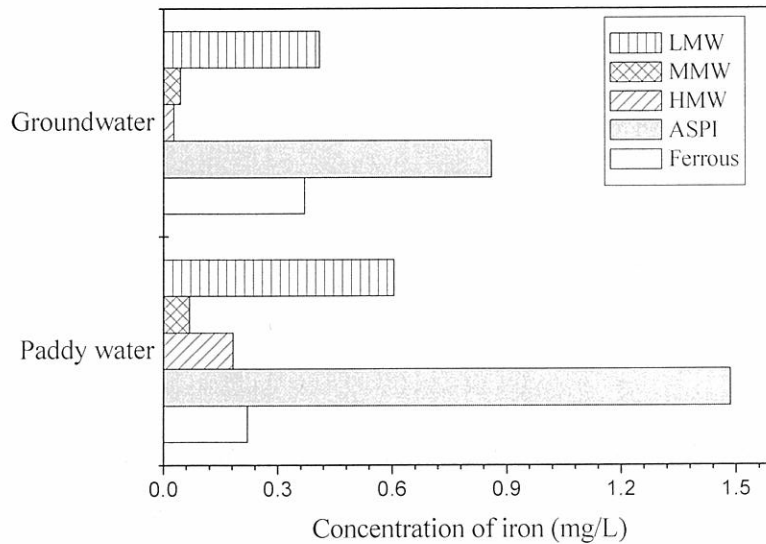 LMW
MMW
HMW
ASPI
Ferrous
Groundwater
Paddy water
0.0 0.3 0.6 0.9 1.2 1.5
Concentration of iron (mg/L)